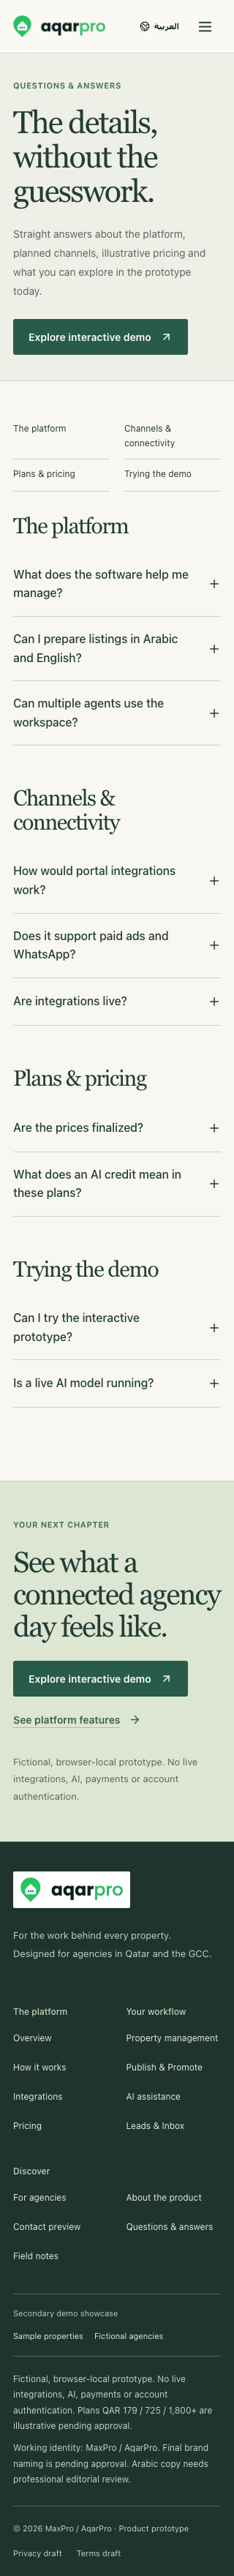 aqarpro
العربية
QUESTIONS & ANSWERS
The details,
without the
guesswork.
Straight answers about the platform,
planned channels, illustrative pricing and
what you can explore in the prototype
today.
Explore interactive demo
The platform
Channels &
connectivity
Plans & pricing
Trying the demo
The platform
What does the software help me
manage?
Can I prepare listings in Arabic
and English?
Can multiple agents use the
workspace?
Channels &
connectivity
How would portal integrations
work?
Does it support paid ads and
WhatsApp?
Are integrations live?
Plans & pricing
Are the prices finalized?
What does an AI credit mean in
these plans?
Trying the demo
Can I try the interactive
prototype?
Is a live AI model running?
YOUR NEXT CHAPTER
See what a
connected agency
day feels like.
Explore interactive demo
See platform features
Fictional, browser-local prototype. No live
integrations, AI, payments or account
authentication.
aqarpro
For the work behind every property.
Designed for agencies in Qatar and the GCC.
The platform
Overview
How it works
Integrations
Pricing
Your workflow
Property management
Publish & Promote
AI assistance
Leads & Inbox
Discover
For agencies
About the product
Contact preview
Questions & answers
Field notes
Secondary demo showcase
Sample properties
Fictional agencies
Fictional, browser-local prototype. No live
integrations, AI, payments or account
authentication. Plans QAR 179 / 725 / 1,800+ are
illustrative pending approval.
Working identity: MaxPro / AqarPro. Final brand
naming is pending approval. Arabic copy needs
professional editorial review.
© 2026 MaxPro / AqarPro · Product prototype
Privacy draft
Terms draft